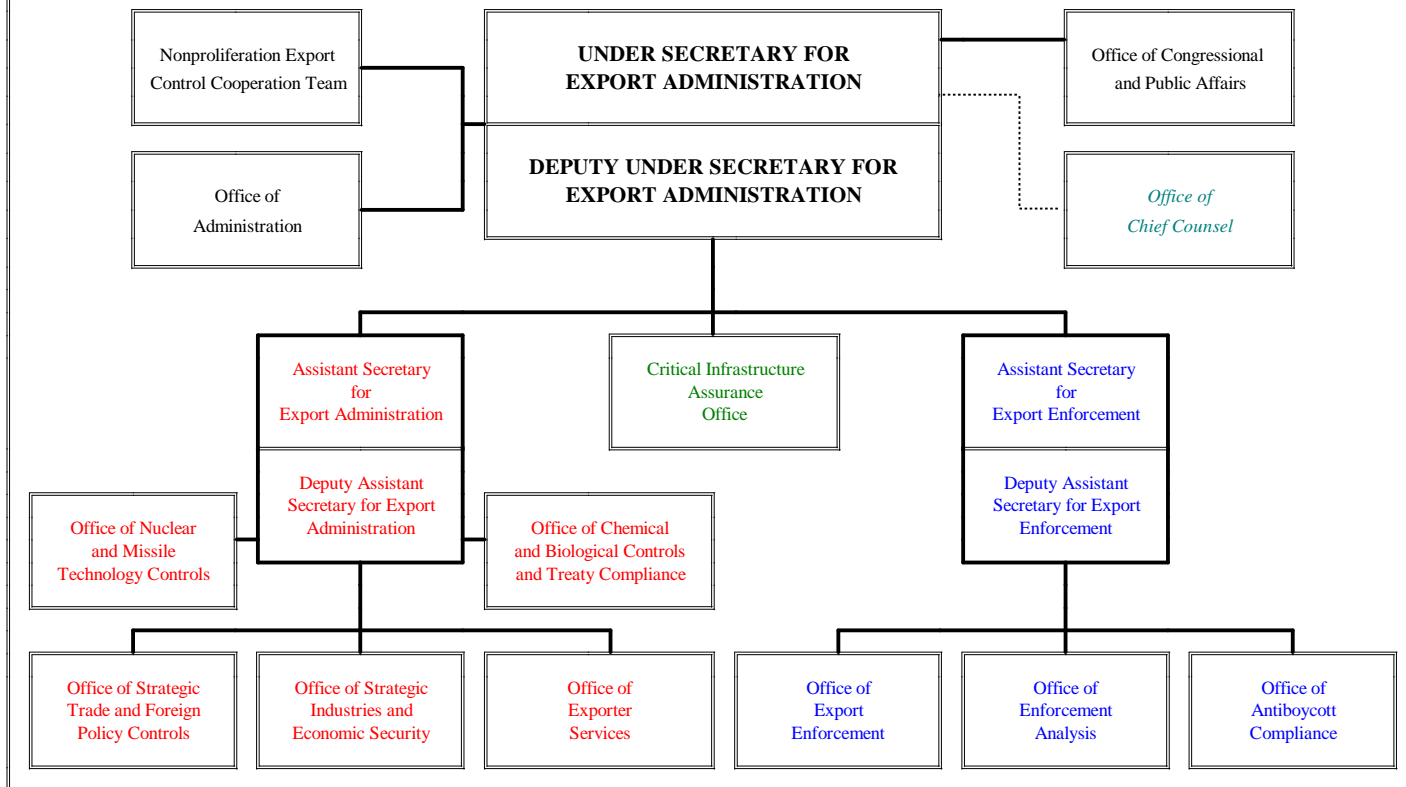 Nonproliferation Export
Control Cooperation Team
UNDER SECRETARY FOR
EXPORT ADMINISTRATION
Office of Congressional
and Public Affairs
Office of
Administration
DEPUTY UNDER SECRETARY FOR
EXPORT ADMINISTRATION
Office of
Chief Counsel
Assistant Secretary
for
Export Administration
Critical Infrastructure
Assurance
Office
Assistant Secretary
for
Export Enforcement
Deputy Assistant
Secretary for Export
Administration
Deputy Assistant
Secretary for Export
Enforcement
Office of Nuclear
and Missile
Technology Controls
Office of Chemical
and Biological Controls
and Treaty Compliance
Office of Strategic
Trade and Foreign
Policy Controls
Office of Strategic
Industries and
Economic Security
Office of
Exporter
Services
Office of
Export
Enforcement
Office of
Enforcement
Analysis
Office of
Antiboycott
Compliance